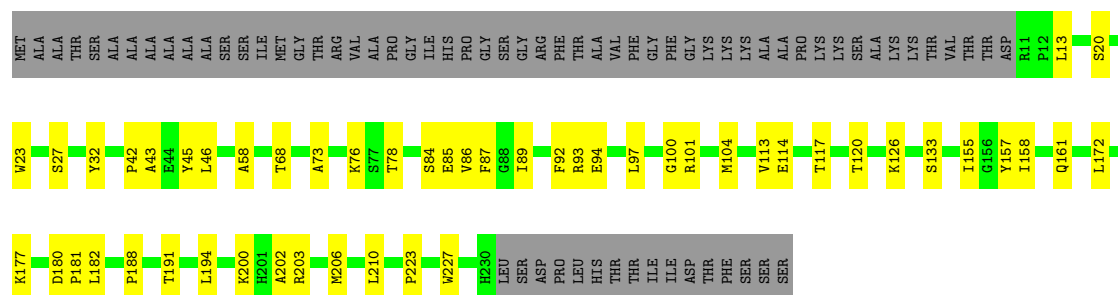 MET ALA ALA THR SER ALA ALA ALA ALA ALA ALA SER SER ILE MET GLY THR ARG VAL ALA PRO GLY ILE HIS PRO GLY SER GLY ARG PHE THR ALA VAL PHE GLY PHE GLY LYS LYS ALA ALA PRO LYS LYS SER ALA LYS LYS THR VAL THR THR ASP R11 P12 L13 S20
W23 S27 Y32 P42 A43 E44 Y45 L46 A58 T68 A73 K76 S77 T78 S84 E85 V86 F87 G88 I89 F92 R93 E94 L97 G100 R101 M104 V113 E114 T117 T120 K126 S133 I155 G156 Y157 I158 Q161 L172
K177 D180 P181 L182 P188 T191 L194 K200 H201 A202 R203 M206 L210 P223 W227 H230 LEU SER ASP PRO LEU HIS THR THR ILE ILE ASP THR PHE SER SER SER